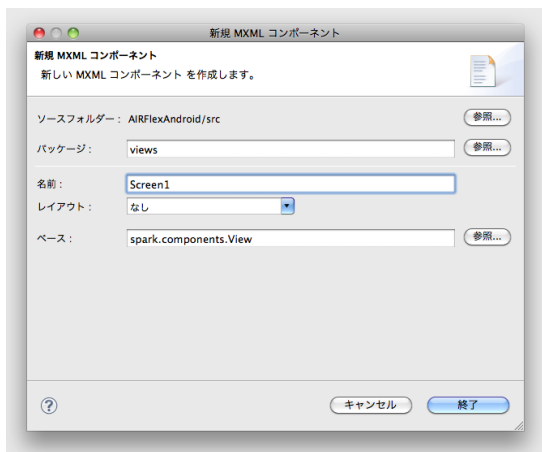 新規 MXML コンポーネント
新規 MXML コンポーネント
新しい MXML コンポーネント を作成します。
ソースフォルダー : AIRFlexAndroid/src 参照...
パッケージ : views 参照...
名前 : Screen1
レイアウト : なし
ベース : spark.components.View 参照...
? キャンセル 終了